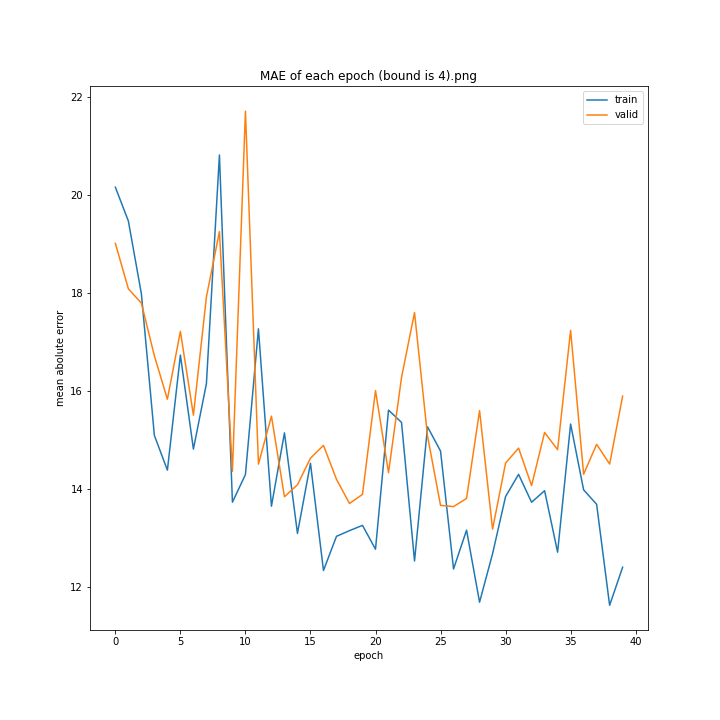 MAE of each epoch (bound is 4).png
train
valid
22
20
18
16
14
12
mean abolute error
0 5 10 15 20 25 30 35 40
epoch